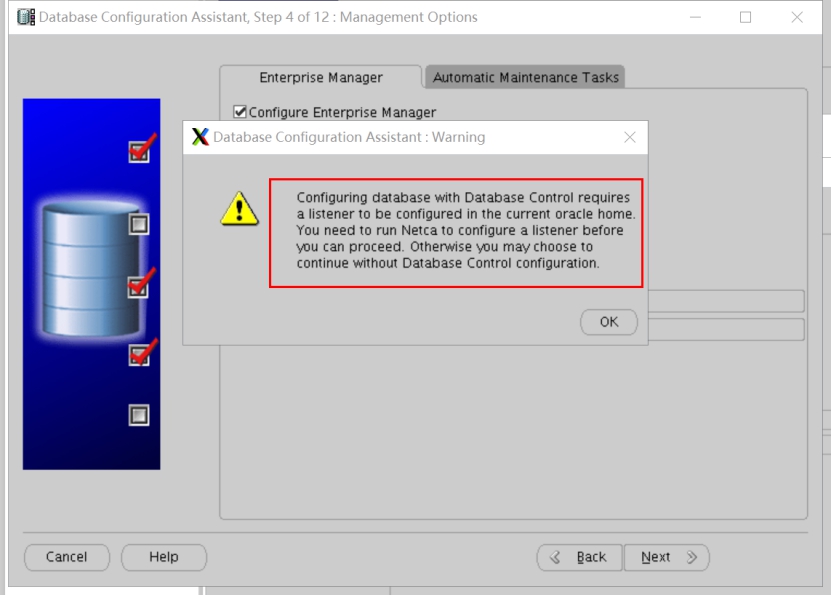 Database Configuration Assistant, Step 4 of 12 : Management Options
Enterprise Manager
Automatic Maintenance Tasks
Configure Enterprise Manager
Database Configuration Assistant : Warning
Configuring database with Database Control requires
a listener to be configured in the current oracle home.
You need to run Netca to configure a listener before
you can proceed. Otherwise you may choose to
continue without Database Control configuration.
OK
Cancel
Help
Back
Next